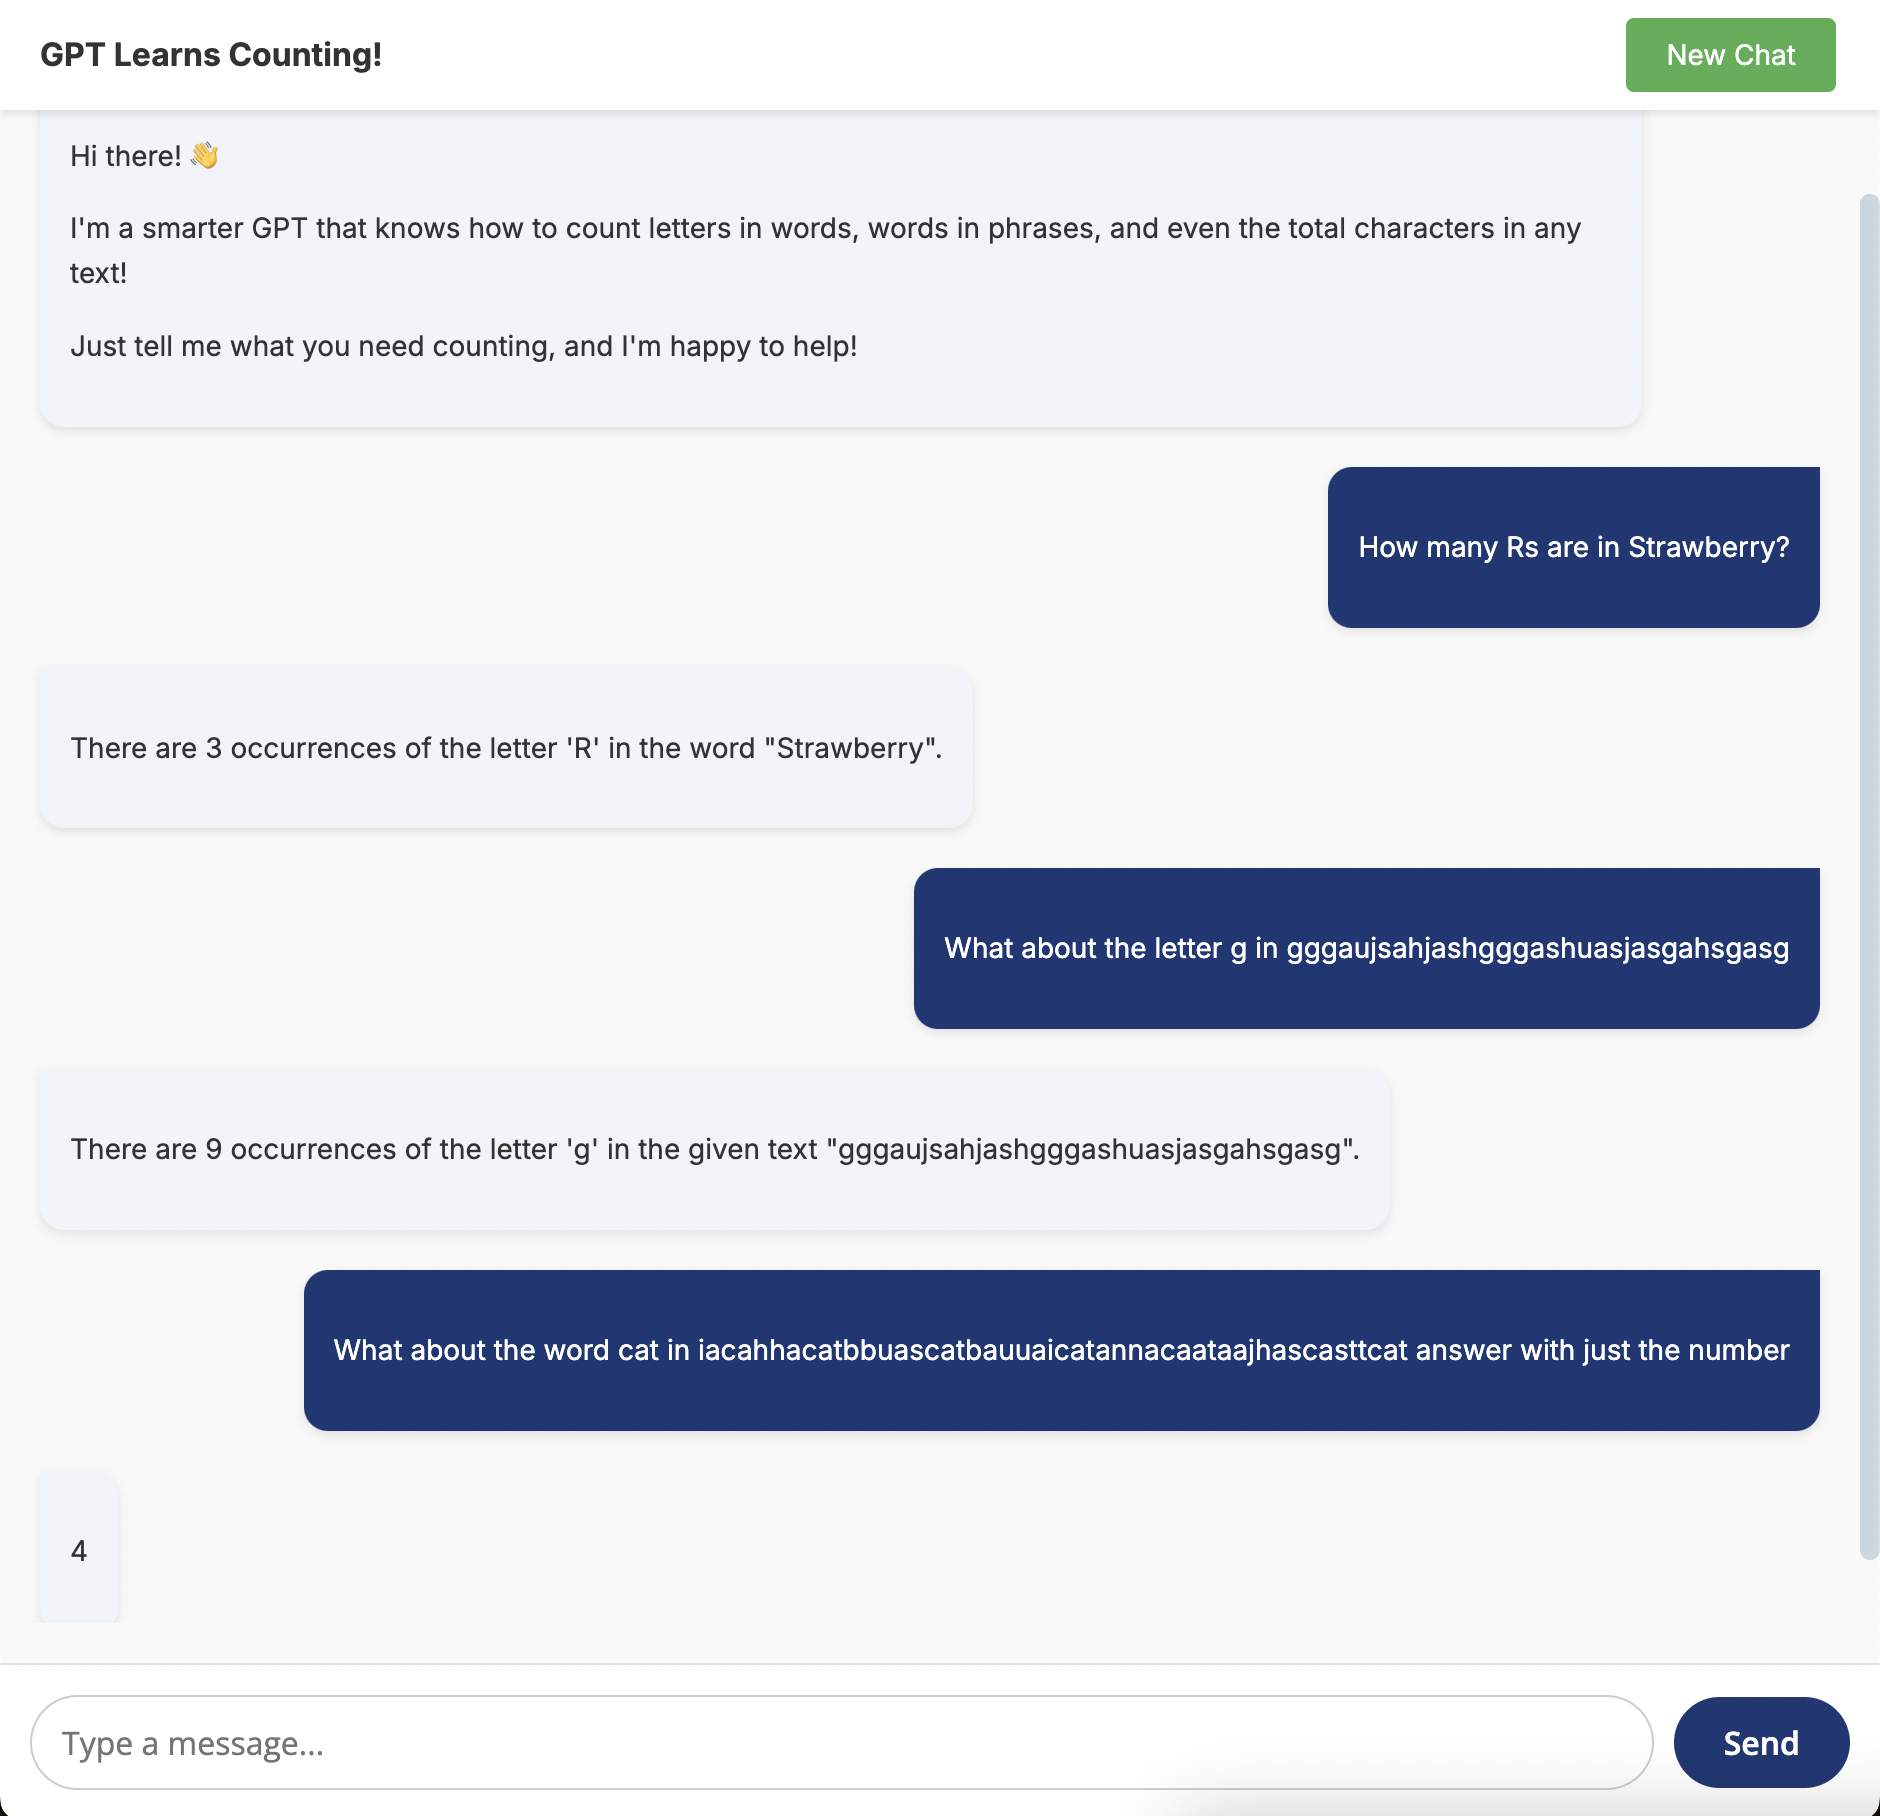 GPT Learns Counting!
New Chat
Hi there! 👋
I'm a smarter GPT that knows how to count letters in words, words in phrases, and even the total characters in any
text!
Just tell me what you need counting, and I'm happy to help!
How many Rs are in Strawberry?
There are 3 occurrences of the letter 'R' in the word "Strawberry".
What about the letter g in gggaujsahjashgggashuasjasgahsgasg
There are 9 occurrences of the letter 'g' in the given text "gggaujsahjashgggashuasjasgahsgasg".
What about the word cat in iacahhacatbbuascatbauuaicatannacaataajhascasttcat answer with just the number
4
Type a message...
Send